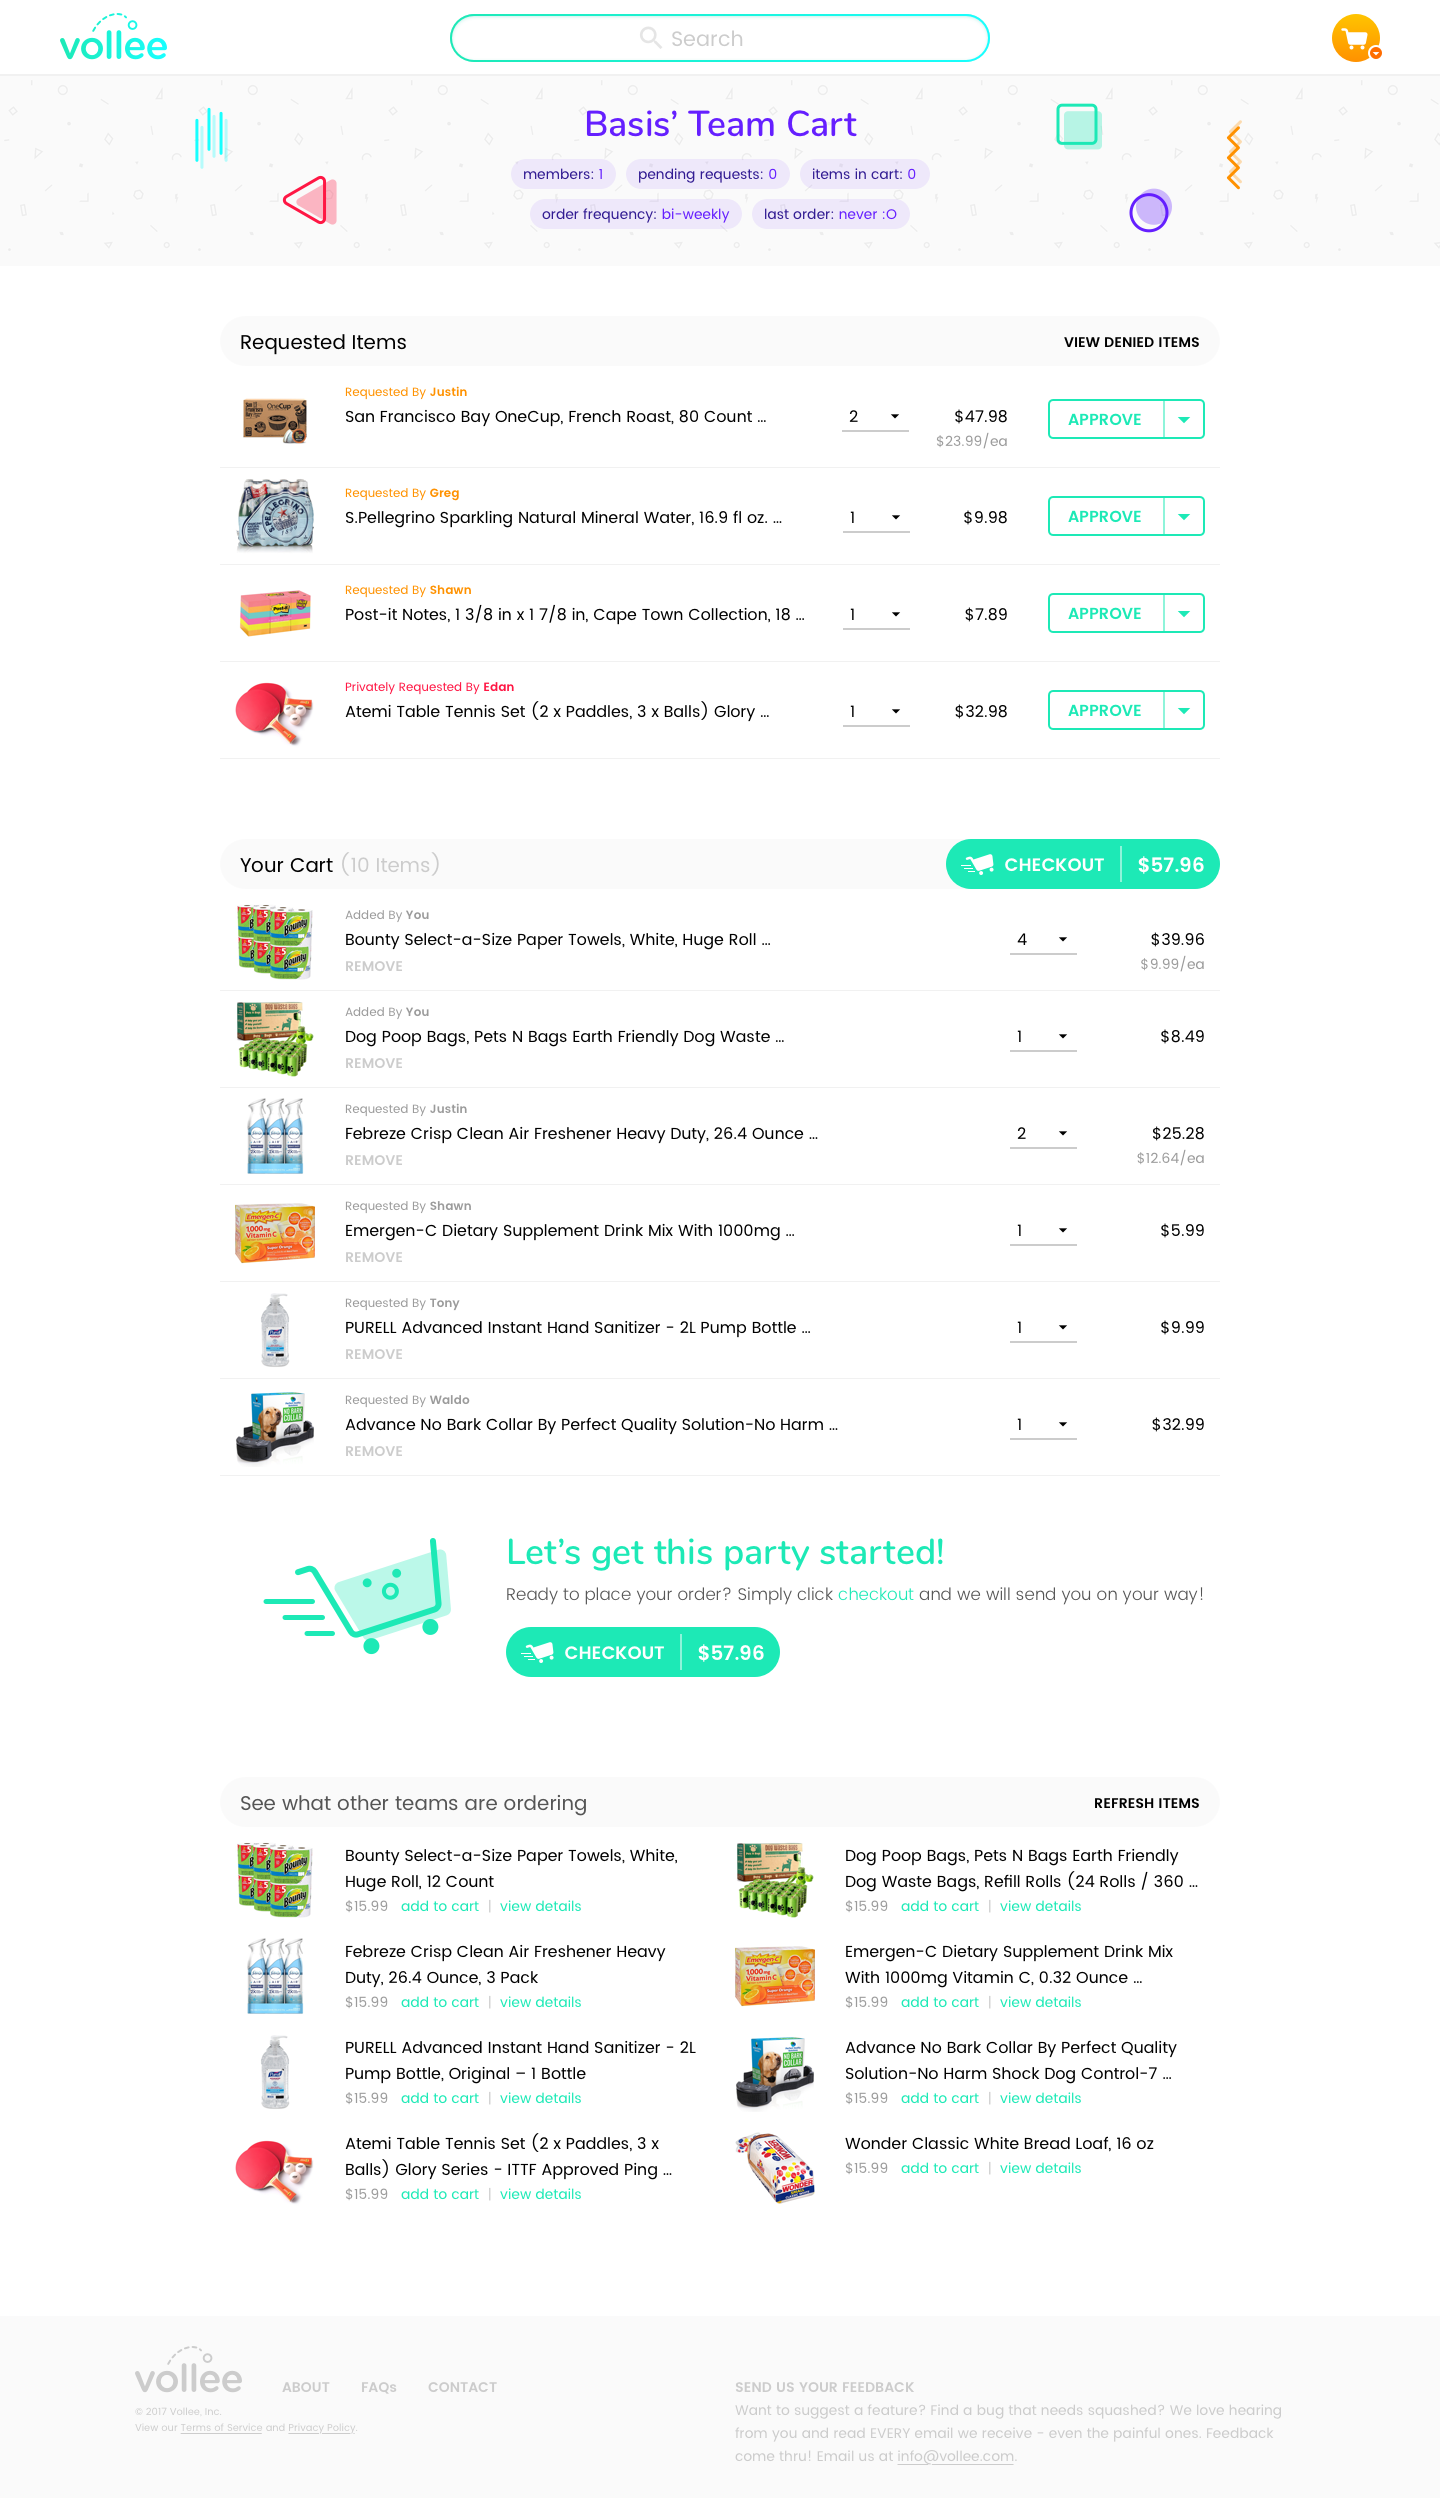 vollee
Search
Basis’ Team Cart
members: 1
pending requests: 0
items in cart: 0
order frequency: bi-weekly
last order: never :O
Requested Items
VIEW DENIED ITEMS
Requested By Justin
San Francisco Bay OneCup, French Roast, 80 Count ...
2
$47.98
$23.99/ea
APPROVE
Requested By Greg
S.Pellegrino Sparkling Natural Mineral Water, 16.9 fl oz. ...
1
$9.98
APPROVE
Requested By Shawn
Post-it Notes, 1 3/8 in x 1 7/8 in, Cape Town Collection, 18 ...
1
$7.89
APPROVE
Privately Requested By Edan
Atemi Table Tennis Set (2 x Paddles, 3 x Balls) Glory ...
1
$32.98
APPROVE
Your Cart (10 Items)
CHECKOUT
$57.96
Added By You
Bounty Select-a-Size Paper Towels, White, Huge Roll ...
REMOVE
4
$39.96
$9.99/ea
Added By You
Dog Poop Bags, Pets N Bags Earth Friendly Dog Waste ...
REMOVE
1
$8.49
Requested By Justin
Febreze Crisp Clean Air Freshener Heavy Duty, 26.4 Ounce ...
REMOVE
2
$25.28
$12.64/ea
Requested By Shawn
Emergen-C Dietary Supplement Drink Mix With 1000mg ...
REMOVE
1
$5.99
Requested By Tony
PURELL Advanced Instant Hand Sanitizer - 2L Pump Bottle ...
REMOVE
1
$9.99
Requested By Waldo
Advance No Bark Collar By Perfect Quality Solution-No Harm ...
REMOVE
1
$32.99
Let’s get this party started!
Ready to place your order? Simply click checkout and we will send you on your way!
CHECKOUT
$57.96
See what other teams are ordering
REFRESH ITEMS
Bounty Select-a-Size Paper Towels, White,
Huge Roll, 12 Count
$15.99 add to cart | view details
Dog Poop Bags, Pets N Bags Earth Friendly
Dog Waste Bags, Refill Rolls (24 Rolls / 360 ...
$15.99 add to cart | view details
Febreze Crisp Clean Air Freshener Heavy
Duty, 26.4 Ounce, 3 Pack
$15.99 add to cart | view details
Emergen-C Dietary Supplement Drink Mix
With 1000mg Vitamin C, 0.32 Ounce ...
$15.99 add to cart | view details
PURELL Advanced Instant Hand Sanitizer - 2L
Pump Bottle, Original – 1 Bottle
$15.99 add to cart | view details
Advance No Bark Collar By Perfect Quality
Solution-No Harm Shock Dog Control-7 ...
$15.99 add to cart | view details
Atemi Table Tennis Set (2 x Paddles, 3 x
Balls) Glory Series - ITTF Approved Ping ...
$15.99 add to cart | view details
Wonder Classic White Bread Loaf, 16 oz
$15.99 add to cart | view details
vollee
ABOUT
FAQs
CONTACT
© 2017 Vollee, Inc.
View our Terms of Service and Privacy Policy.
SEND US YOUR FEEDBACK
Want to suggest a feature? Find a bug that needs squashed? We love hearing
from you and read EVERY email we receive - even the painful ones. Feedback
come thru! Email us at info@vollee.com.